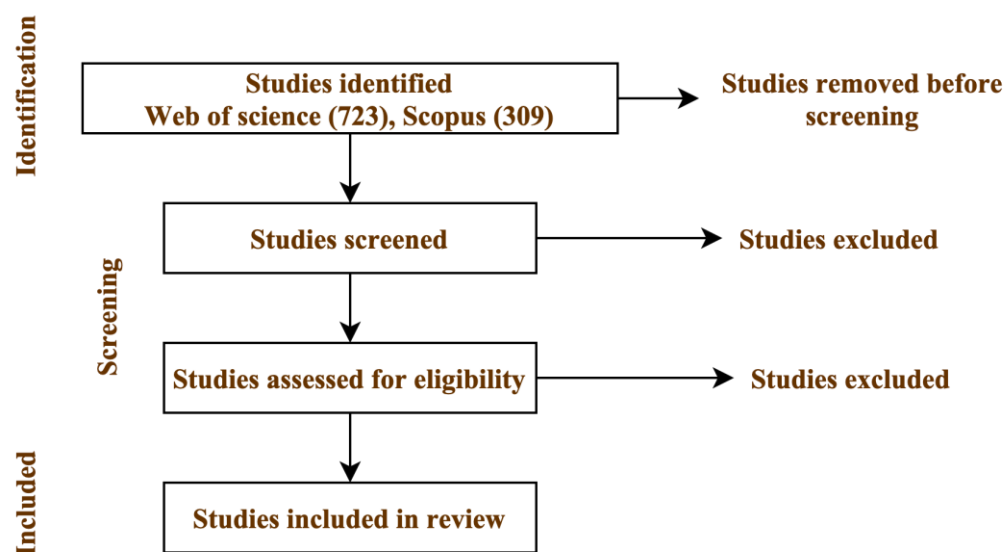 Identification
Studies identified
Web of science (723), Scopus (309)
Studies removed before
screening
Screening
Studies screened
Studies excluded
Studies assessed for eligibility
Studies excluded
Included
Studies included in review